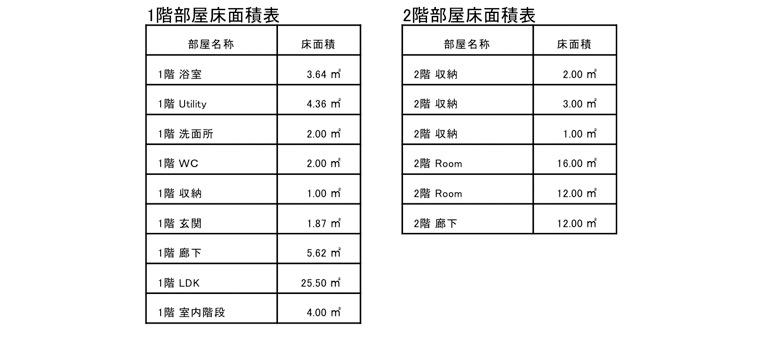 1階部屋床面積表
部屋名称 床面積
1階 浴室 3.64 ㎡
1階 Utility 4.36 ㎡
1階 洗面所 2.00 ㎡
1階 WC 2.00 ㎡
1階 収納 1.00 ㎡
1階 玄関 1.87 ㎡
1階 廊下 5.62 ㎡
1階 LDK 25.50 ㎡
1階 室内階段 4.00 ㎡
2階部屋床面積表
部屋名称 床面積
2階 収納 2.00 ㎡
2階 収納 3.00 ㎡
2階 収納 1.00 ㎡
2階 Room 16.00 ㎡
2階 Room 12.00 ㎡
2階 廊下 12.00 ㎡